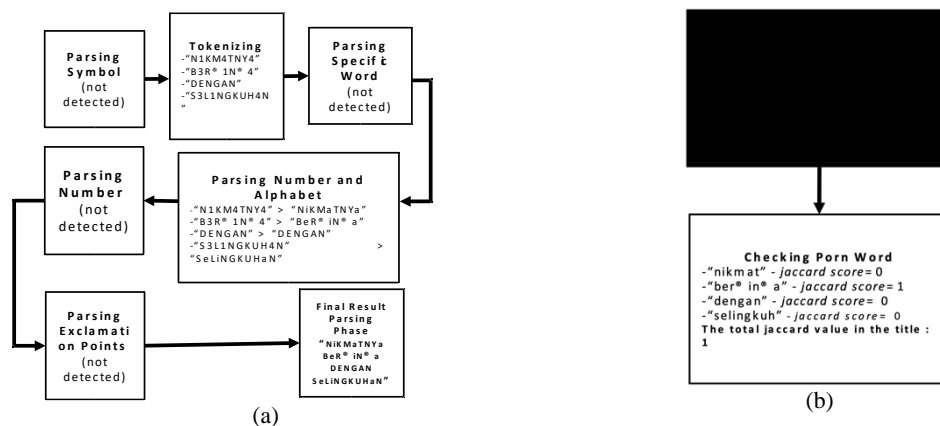 Parsing
Symbol
(not
detected)
Tokenizing
-“N1KM4TNY4”
-“B3R® 1N® 4”
-“DENGAN”
-“S3L1NGKUH4N
”
Parsing
Specific
Word
(not
detected)
Parsing
Number
(not
detected)
Parsing Number and
Alphabet
-“N1KM4TNY4” > “NiKMaTNYa”
-“B3R® 1N® 4” > “BeR® iN® a”
-“DENGAN” > “DENGAN”
-“S3L1NGKUH4N” >
“SeLiNGKUHaN”
Parsing
Exclamati
on Points
(not
detected)
Final Result
Parsing
Phase
“NiKMaTNYa
BeR® iN® a
DENGAN
SeLiNGKUHaN”
(a)
Checking Porn Word
-“nikmat” - jaccard score= 0
-“ber® in® a” - jaccard score= 1
-“dengan” - jaccard score= 0
-“selingkuh” - jaccard score= 0
The total jaccard value in the title :
1
(b)